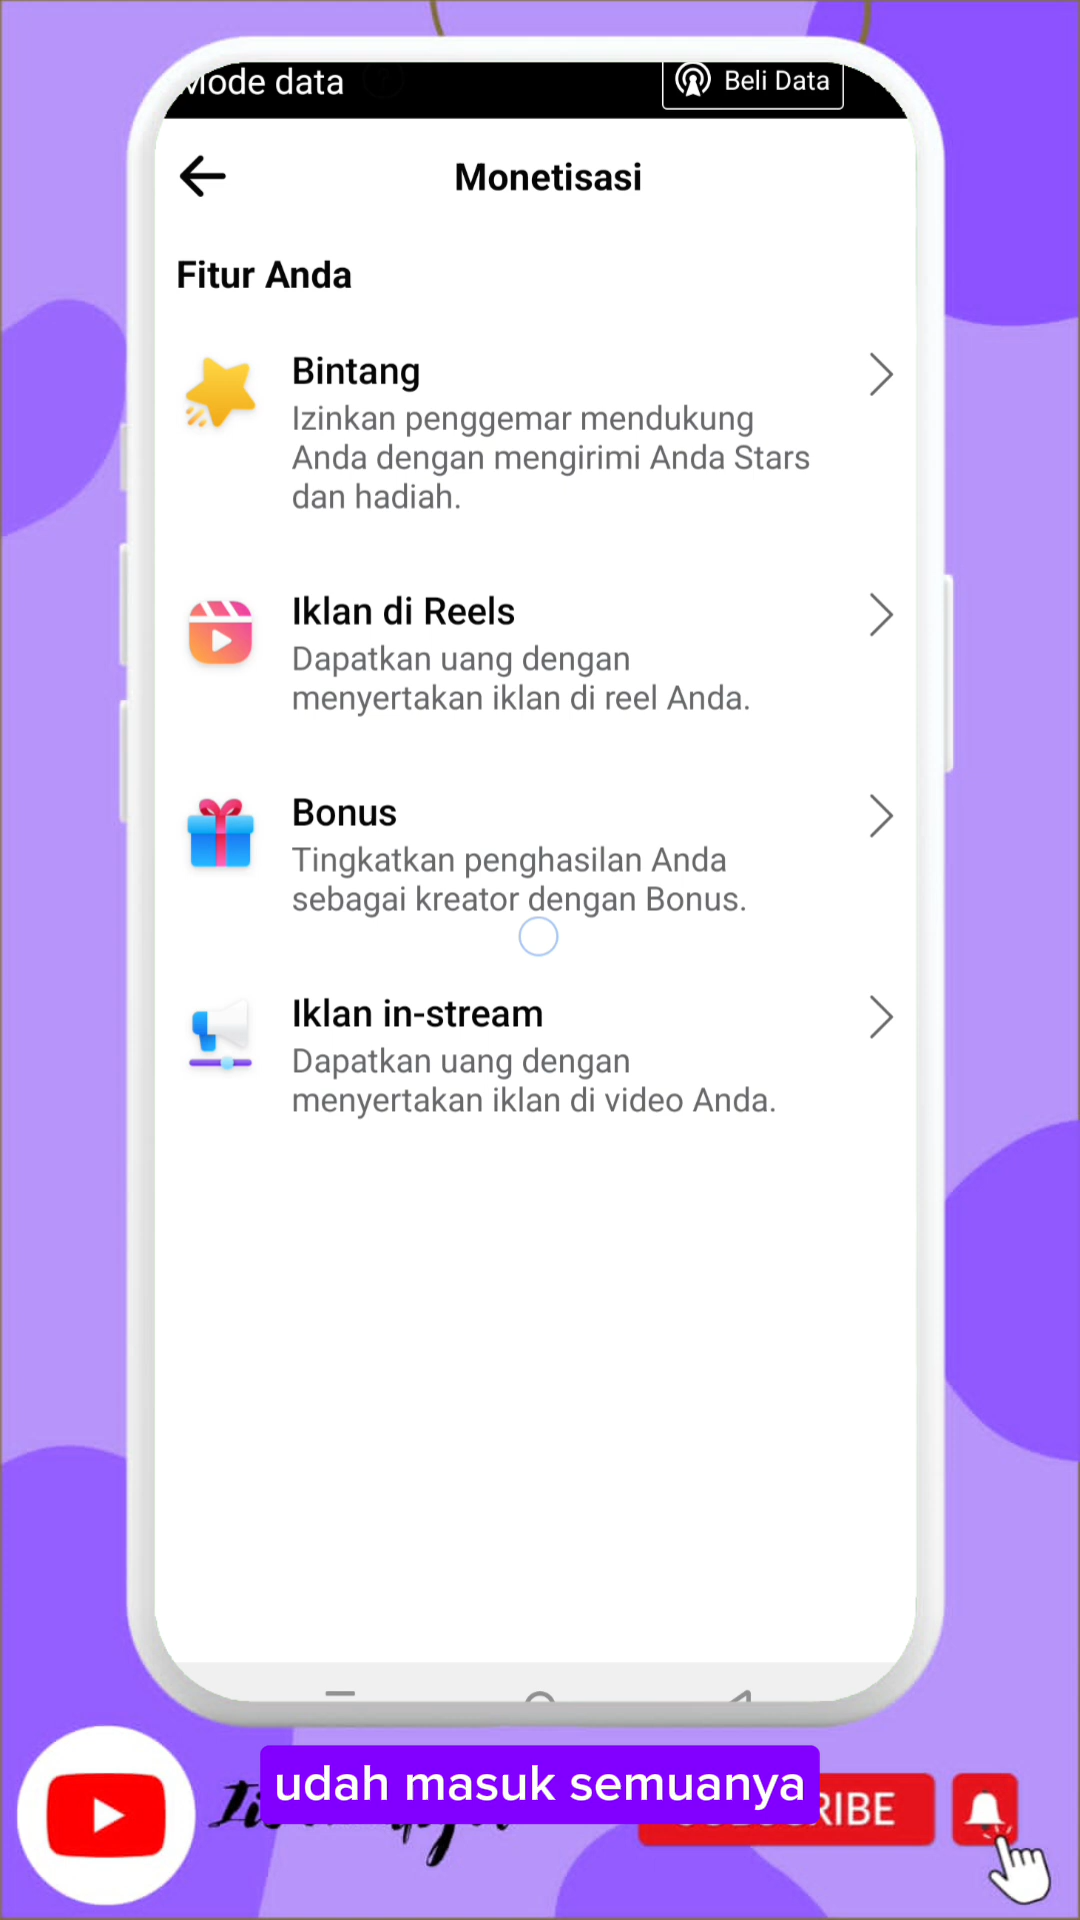 Mode data
Beli Data
Monetisasi
Fitur Anda
Bintang
Izinkan penggemar mendukung
Anda dengan mengirimi Anda Stars
dan hadiah.
Iklan di Reels
Dapatkan uang dengan
menyertakan iklan di reel Anda.
Bonus
Tingkatkan penghasilan Anda
sebagai kreator dengan Bonus.
Iklan in-stream
Dapatkan uang dengan
menyertakan iklan di video Anda.
udah masuk semuanya